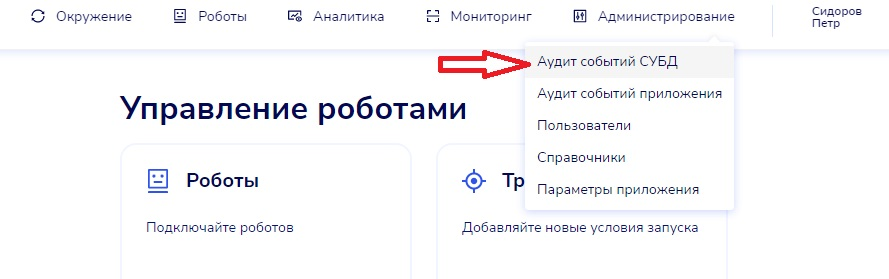 Окружение Роботы Аналитика Мониторинг Администрирование Сидоров
Петр
Аудит событий СУБД
Аудит событий приложения
Пользователи
Справочники
Параметры приложения
Управление роботами
Роботы
Подключайте роботов
Тр
Добавляйте новые условия запуска